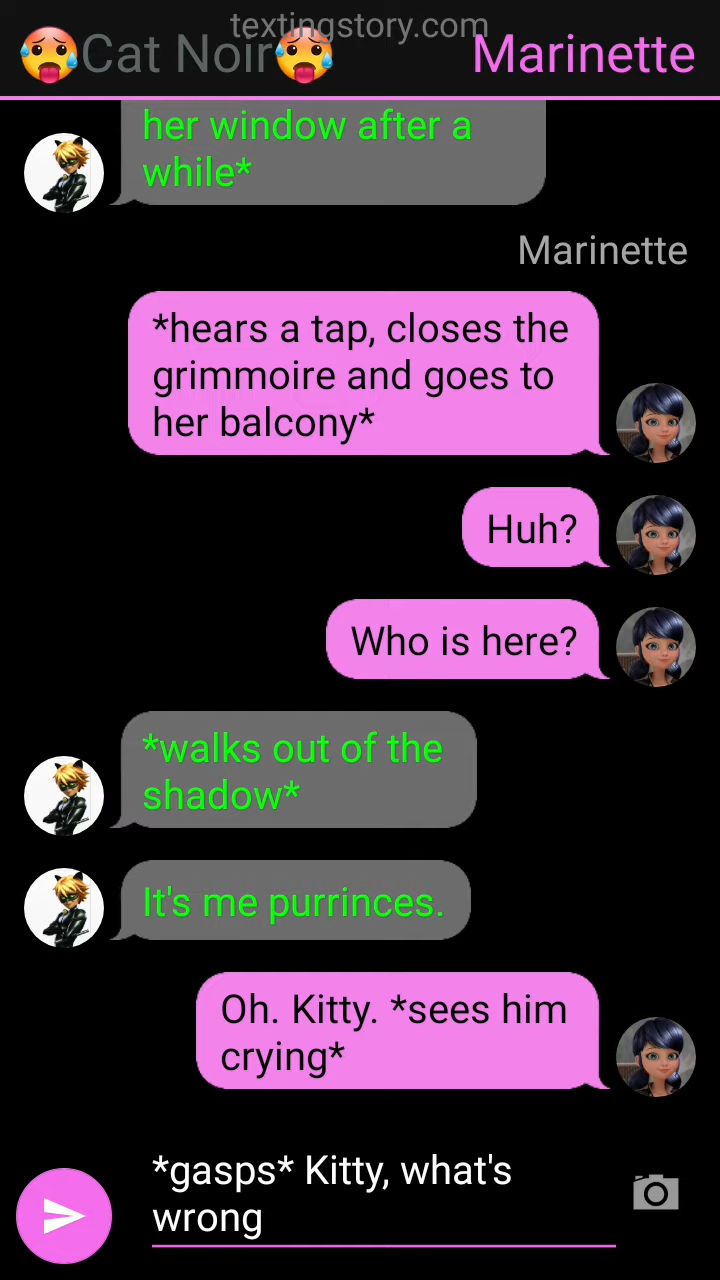 textingstory.com
🥵Cat Noir🥵 Marinette
her window after a
while*
Marinette
*hears a tap, closes the
grimmoire and goes to
her balcony*
Huh?
Who is here?
*walks out of the
shadow*
It's me purrinces.
Oh. Kitty. *sees him
crying*
*gasps* Kitty, what's
wrong